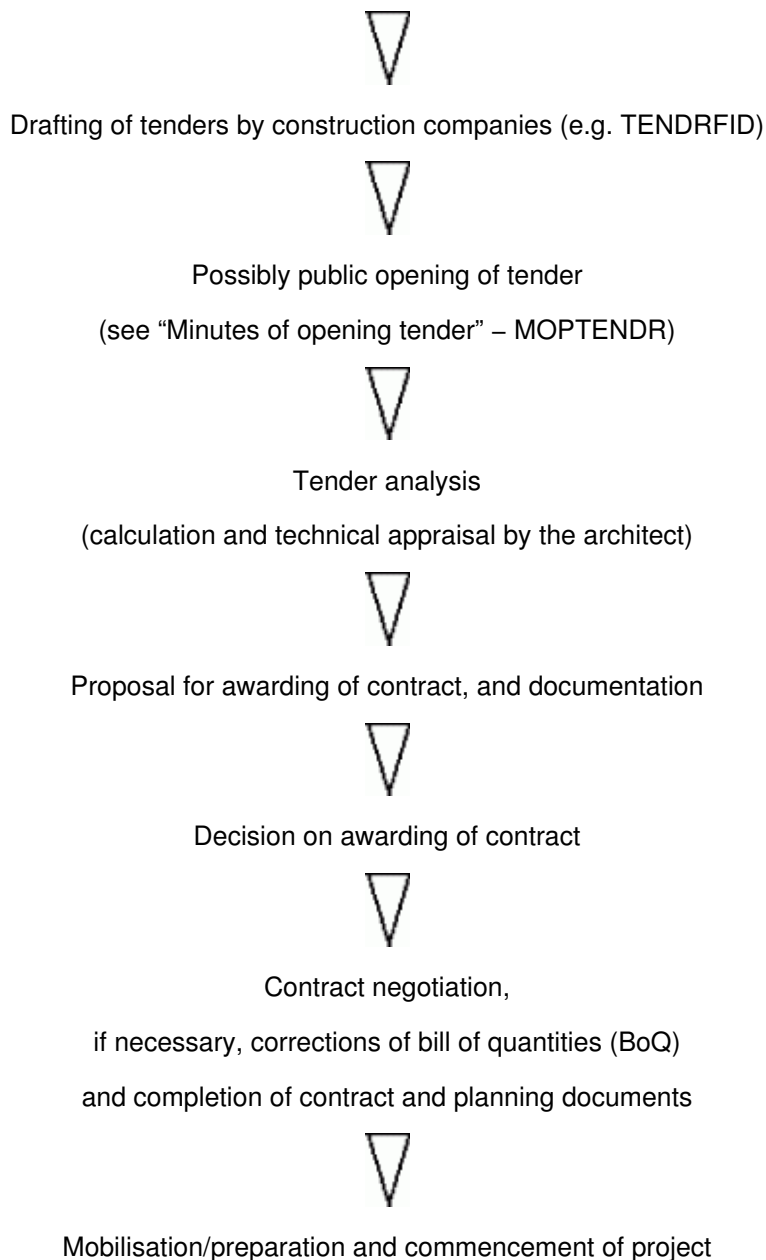 Drafting of tenders by construction companies (e.g. TENDRFID)
Possibly public opening of tender
(see “Minutes of opening tender” – MOPTENDR)
Tender analysis
(calculation and technical appraisal by the architect)
Proposal for awarding of contract, and documentation
Decision on awarding of contract
Contract negotiation,
if necessary, corrections of bill of quantities (BoQ)
and completion of contract and planning documents
Mobilisation/preparation and commencement of project